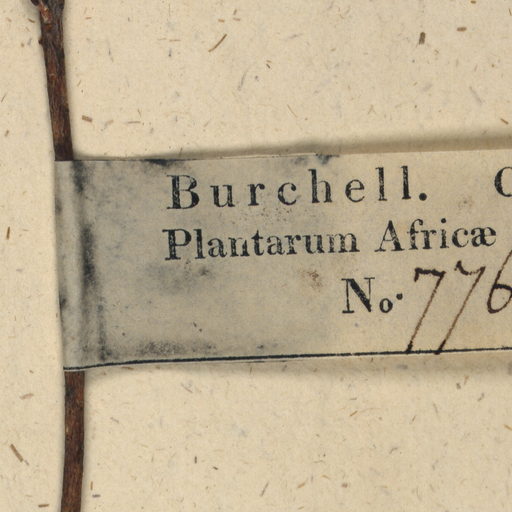 Burchell. C
Plantarum Africæ
No. 776